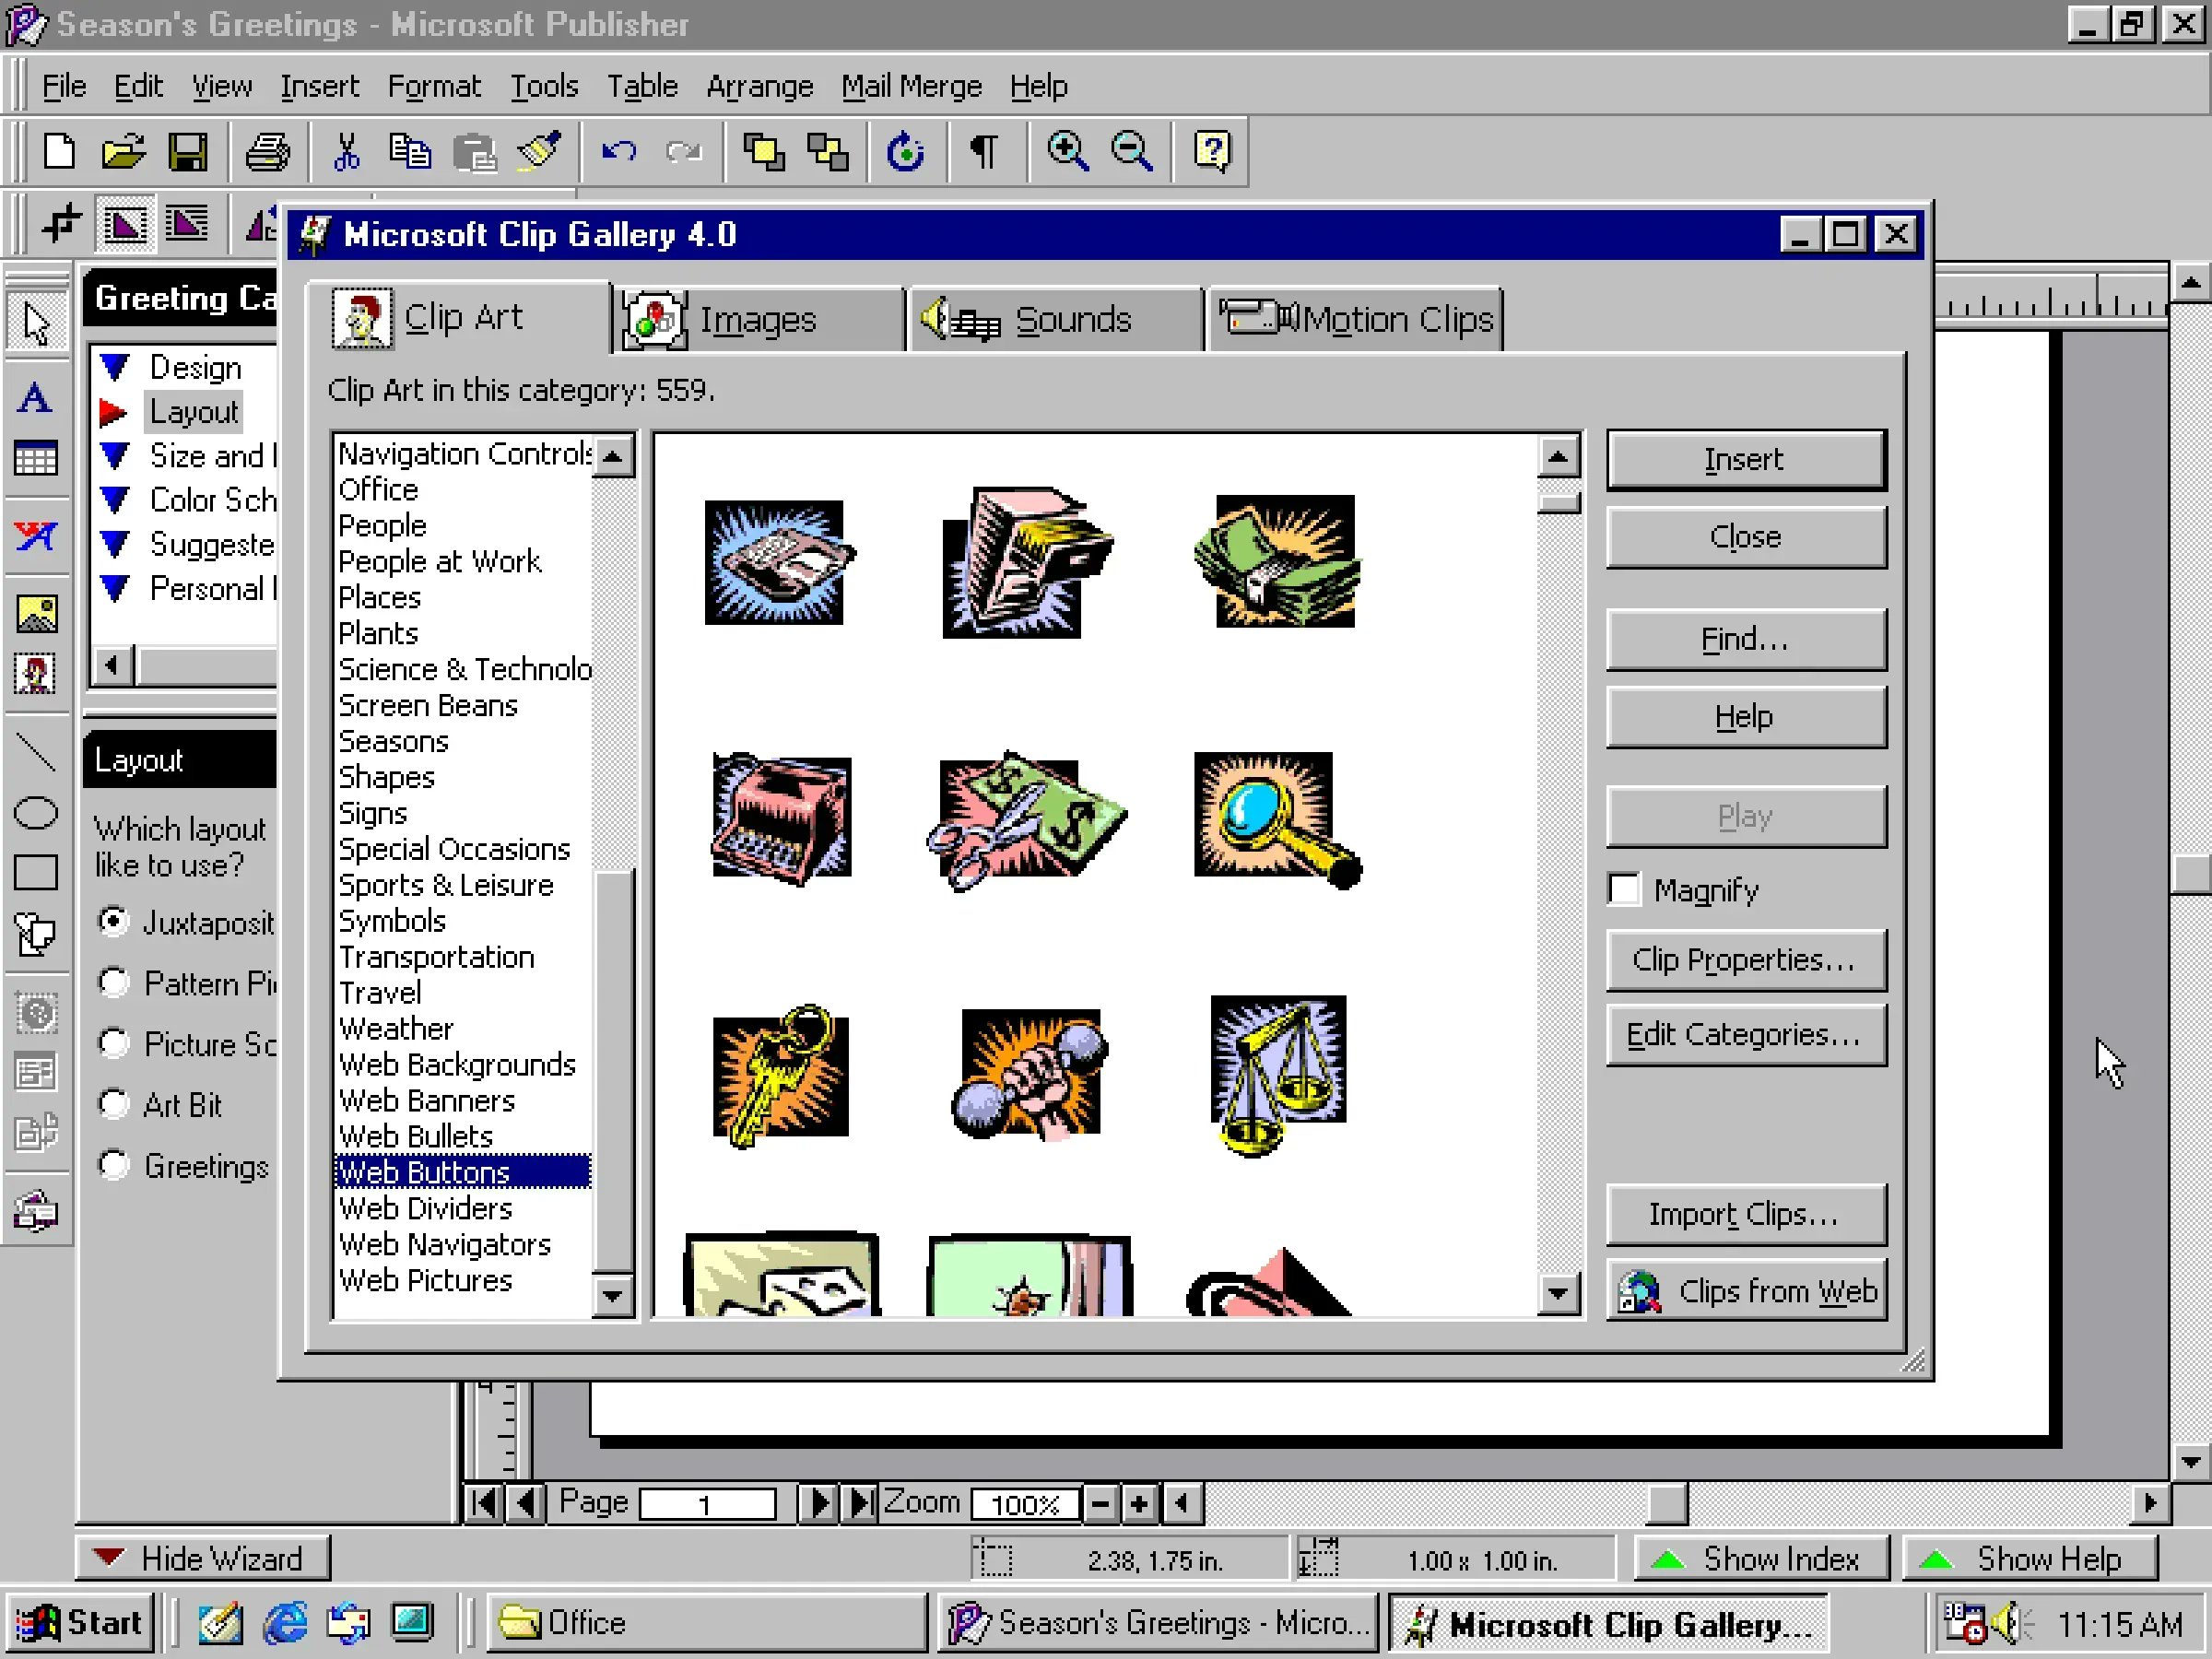 Season's Greetings - Microsoft Publisher
File Edit View Insert Format Tools Table Arrange Mail Merge Help
Microsoft Clip Gallery 4.0
Clip Art Images Sounds Motion Clips
Clip Art in this category: 559.
Greeting Ca
Design
Layout
Size and
Color Sch
Suggeste
Personal
Layout
Which layout
like to use?
Juxtaposit
Pattern Pi
Picture Sc
Art Bit
Greetings
Navigation Controls
Office
People
People at Work
Places
Plants
Science & Technolo
Screen Beans
Seasons
Shapes
Signs
Special Occasions
Sports & Leisure
Symbols
Transportation
Travel
Weather
Web Backgrounds
Web Banners
Web Bullets
Web Buttons
Web Dividers
Web Navigators
Web Pictures
$ $
Insert
Close
Find...
Help
Play
Magnify
Clip Properties...
Edit Categories...
Import Clips...
Clips from Web
Page 1 Zoom 100%
Hide Wizard 2.38, 1.75 in. 1.00 x 1.00 in. Show Index Show Help
Start Office Season's Greetings - Micro... Microsoft Clip Gallery... 11:15 AM